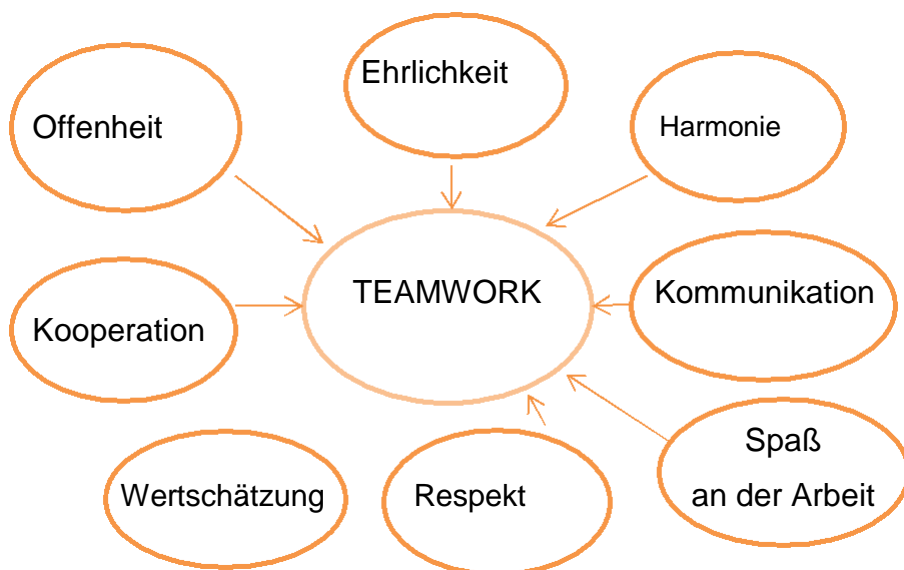 Ehrlichkeit
Offenheit
Harmonie
TEAMWORK
Kommunikation
Kooperation
Spaß
an der Arbeit
Wertschätzung
Respekt